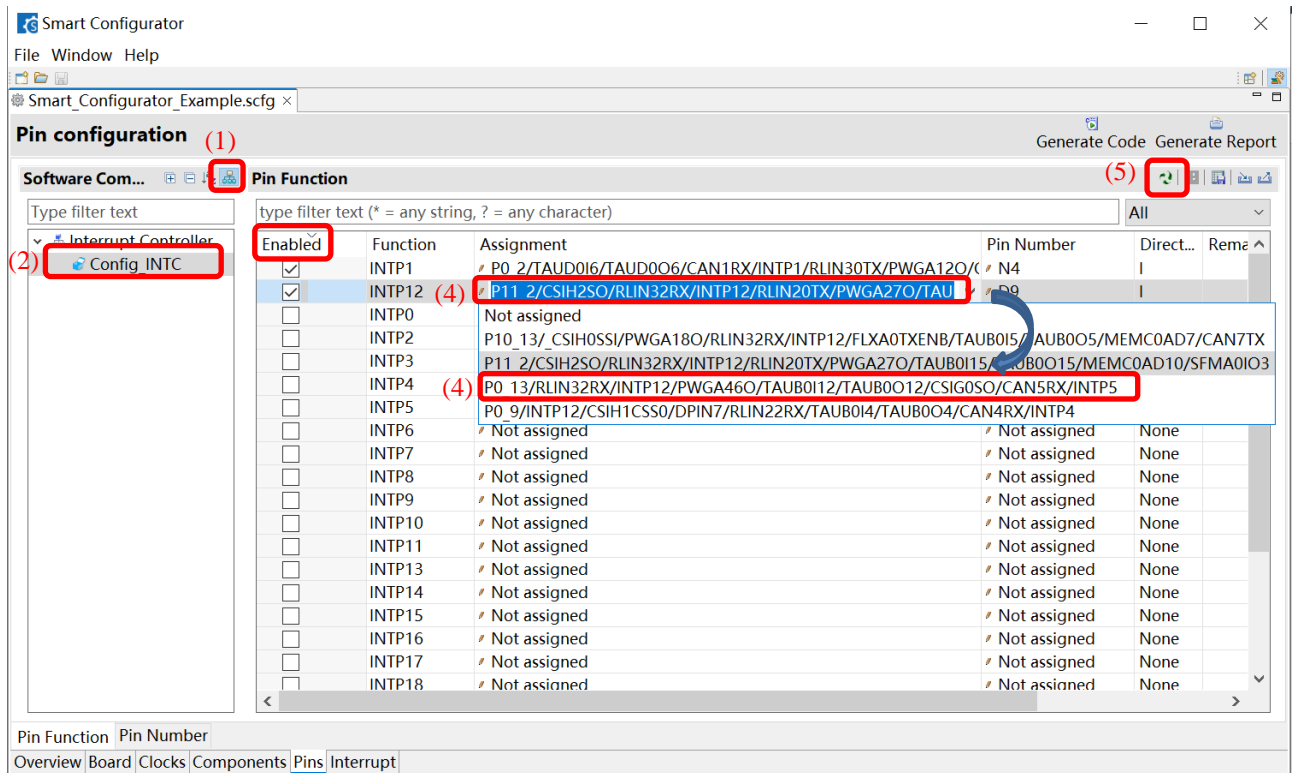 Smart Configurator
File Window Help
Smart_Configurator_Example.scfg
Pin configuration
(1)
Generate Code Generate Report
Software Com...
Pin Function
(5)
Type filter text
type filter text (* = any string, ? = any character)
All
Interrupt Controller
Enabled Function Assignment Pin Number Direct... Rema
(2) Config_INTC
INTP1 P0_2/TAUD0I6/TAUD0O6/CAN1RX/INTP1/RLIN30TX/PWGA12O/( N4 I
INTP12 (4) P11_2/CSIH2SO/RLIN32RX/INTP12/RLIN20TX/PWGA27O/TAU D9 I
INTP0 Not assigned
INTP2 P10_13/_CSIH0SSI/PWGA18O/RLIN32RX/INTP12/FLXA0TXENB/TAUB0I5/TAUB0O5/MEMC0AD7/CAN7TX
INTP3 P11_2/CSIH2SO/RLIN32RX/INTP12/RLIN20TX/PWGA27O/TAUB0I15/TAUB0O15/MEMC0AD10/SFMA0IO3
INTP4 (4) P0_13/RLIN32RX/INTP12/PWGA46O/TAUB0I12/TAUB0O12/CSIG0SO/CAN5RX/INTP5
INTP5 P0_9/INTP12/CSIH1CSS0/DPIN7/RLIN22RX/TAUB0I4/TAUB0O4/CAN4RX/INTP4
INTP6 Not assigned Not assigned None
INTP7 Not assigned Not assigned None
INTP8 Not assigned Not assigned None
INTP9 Not assigned Not assigned None
INTP10 Not assigned Not assigned None
INTP11 Not assigned Not assigned None
INTP13 Not assigned Not assigned None
INTP14 Not assigned Not assigned None
INTP15 Not assigned Not assigned None
INTP16 Not assigned Not assigned None
INTP17 Not assigned Not assigned None
INTP18 Not assigned Not assigned None
Pin Function Pin Number
Overview Board Clocks Components Pins Interrupt